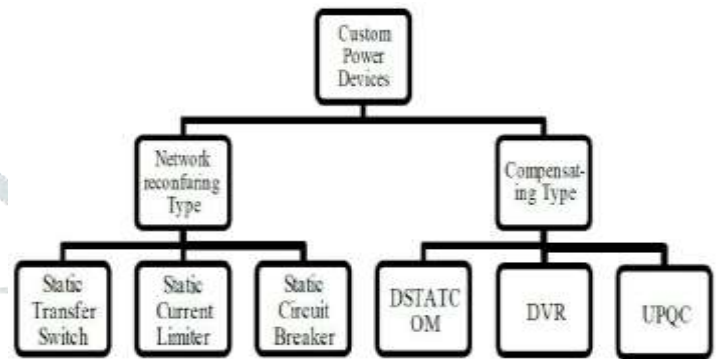 Custom
Power
Devices
Network
reconfuring
Type
Compensat-
ing Type
Static
Transfer
Switch
Static
Current
Limiter
Static
Circuit
Breaker
DSTATC
OM
DVR
UPQC